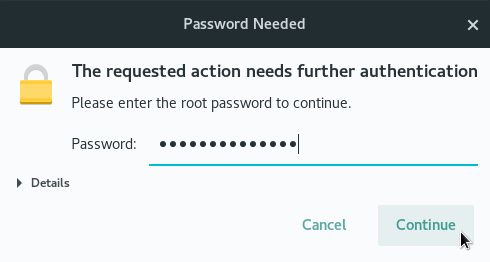 Password Needed
The requested action needs further authentication
Please enter the root password to continue.
Password: ••••••••••••••
Details
Cancel Continue